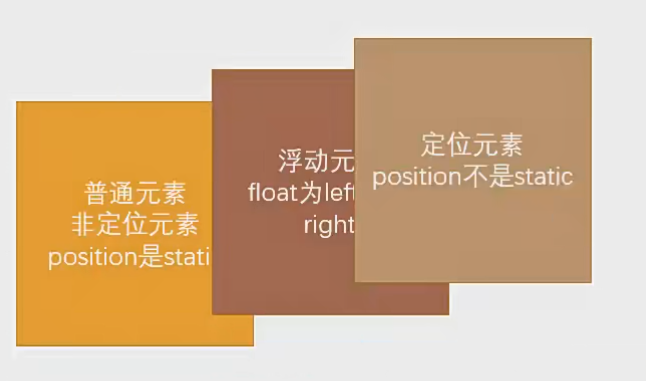 普通元素
非定位元素
position是stati
浮动元
float为left
right
定位元素
position不是static